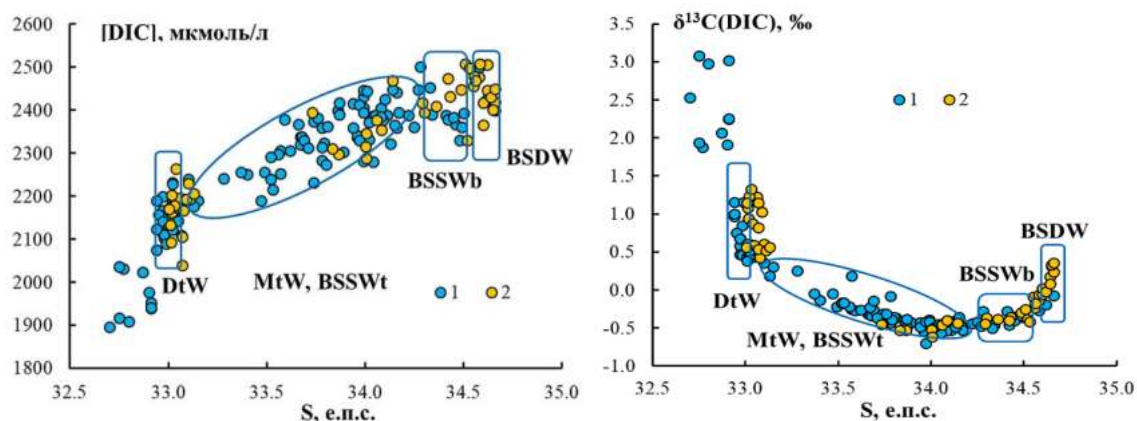 [DIC], мкмоль/л
2600
2500
2400
2300
2200
2100
2000
1900
1800
32.5 33.0 33.5 34.0 34.5 35.0
S, е.п.с.
DtW
MtW, BSSWt
BSSWb
BSDW
1 2
δ¹³C(DIC), ‰
3.5
3.0
2.5
2.0
1.5
1.0
0.5
0.0
-0.5
-1.0
32.5 33.0 33.5 34.0 34.5 35.0
S, е.п.с.
1 2
DtW
MtW, BSSWt
BSSWb
BSDW